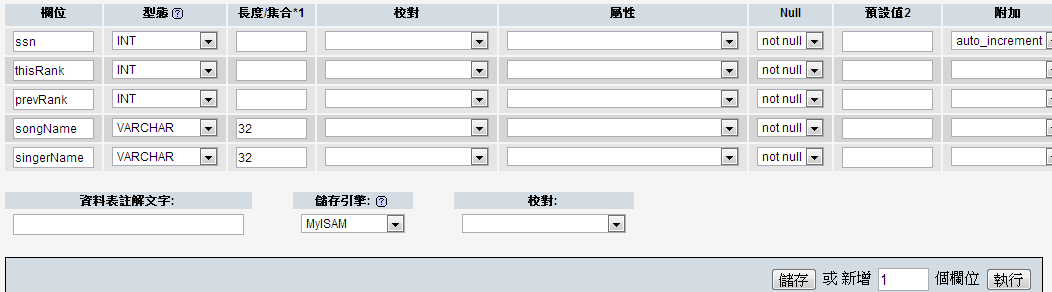 欄位 型態 ? 長度/集合*1 校對 屬性 Null 預設值2 附加
ssn INT not null auto_increment
thisRank INT not null
prevRank INT not null
songName VARCHAR 32 not null
singerName VARCHAR 32 not null
資料表註解文字: 儲存引擎: ? 校對:
MyISAM
儲存 或 新增 1 個欄位 執行